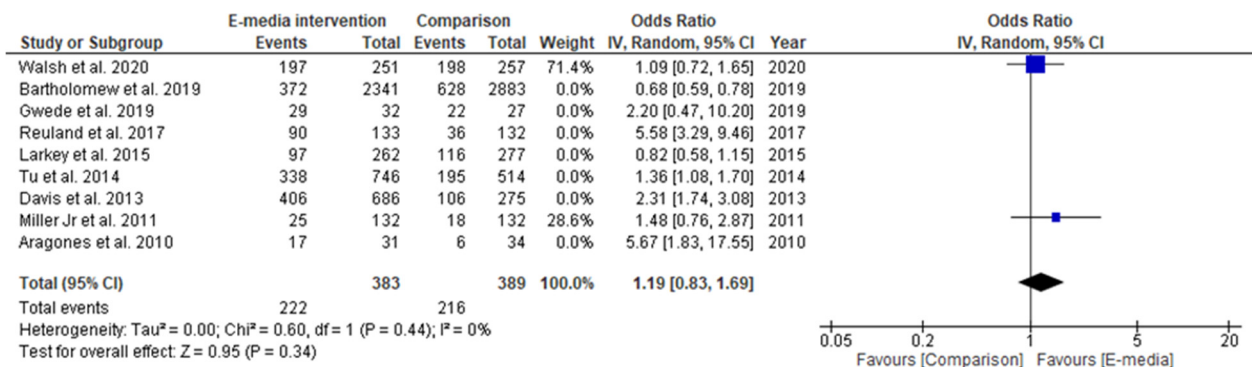 E-media intervention Comparison Odds Ratio Odds Ratio
Study or Subgroup Events Total Events Total Weight IV, Random, 95% CI Year IV, Random, 95% CI
Walsh et al. 2020 197 251 198 257 71.4% 1.09 [0.72, 1.65] 2020
Bartholomew et al. 2019 372 2341 628 2883 0.0% 0.68 [0.59, 0.78] 2019
Gwede et al. 2019 29 32 22 27 0.0% 2.20 [0.47, 10.20] 2019
Reuland et al. 2017 90 133 36 132 0.0% 5.58 [3.29, 9.46] 2017
Larkey et al. 2015 97 262 116 277 0.0% 0.82 [0.58, 1.15] 2015
Tu et al. 2014 338 746 195 514 0.0% 1.36 [1.08, 1.70] 2014
Davis et al. 2013 406 686 106 275 0.0% 2.31 [1.74, 3.08] 2013
Miller Jr et al. 2011 25 132 18 132 28.6% 1.48 [0.76, 2.87] 2011
Aragones et al. 2010 17 31 6 34 0.0% 5.67 [1.83, 17.55] 2010
Total (95% CI) 383 389 100.0% 1.19 [0.83, 1.69]
Total events 222 216
Heterogeneity: Tau² = 0.00; Chi² = 0.60, df = 1 (P = 0.44); I² = 0%
Test for overall effect: Z = 0.95 (P = 0.34)
0.05 0.2 1 5 20
Favours [Comparison] Favours [E-media]